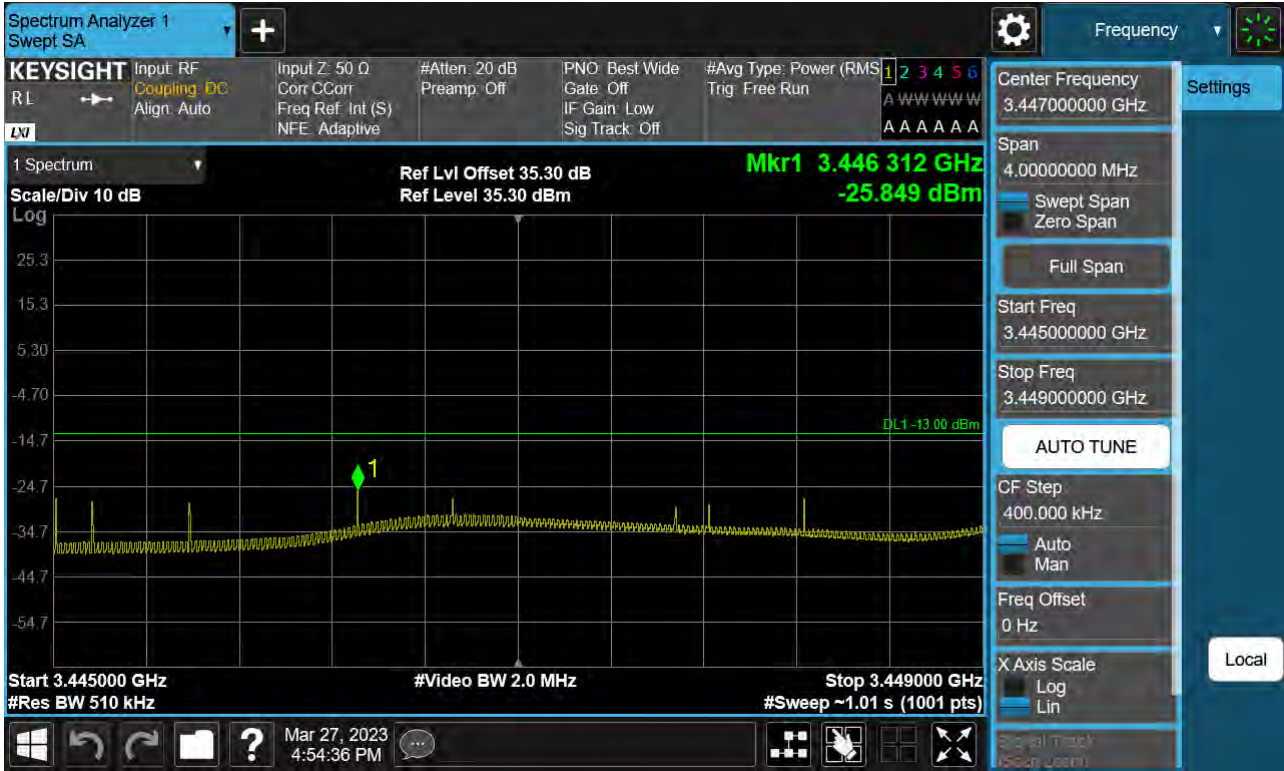 Spectrum Analyzer 1
Swept SA
+
Frequency
KEYSIGHT
RL
LXI
Input: RF
Coupling: DC
Align: Auto
Input Z: 50 Ω
Corr CCorr
Freq Ref: Int (S)
NFE: Adaptive
#Atten: 20 dB
Preamp: Off
PNO: Best Wide
Gate: Off
IF Gain: Low
Sig Track: Off
#Avg Type: Power (RMS
Trig: Free Run
1 2 3 4 5 6
A W W W W W
A A A A A A
1 Spectrum
Scale/Div 10 dB
Ref Lvl Offset 35.30 dB
Ref Level 35.30 dBm
Mkr1 3.446 312 GHz
-25.849 dBm
Log
25.3
15.3
5.30
-4.70
-14.7
-24.7
-34.7
-44.7
-54.7
DL1 -13.00 dBm
1
Start 3.445000 GHz
#Res BW 510 kHz
#Video BW 2.0 MHz
Stop 3.449000 GHz
#Sweep ~1.01 s (1001 pts)
Center Frequency
3.447000000 GHz
Span
4.00000000 MHz
Swept Span
Zero Span
Full Span
Start Freq
3.445000000 GHz
Stop Freq
3.449000000 GHz
AUTO TUNE
CF Step
400.000 kHz
Auto
Man
Freq Offset
0 Hz
X Axis Scale
Log
Lin
Signal Track
(Span Zoom)
Settings
Local
?
Mar 27, 2023
4:54:36 PM